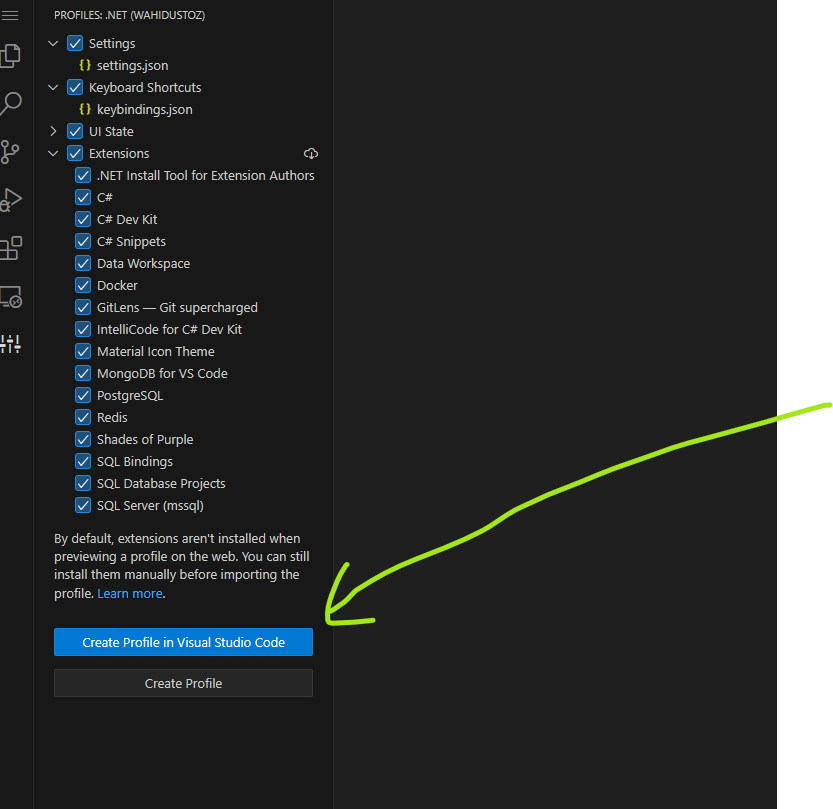 PROFILES: .NET (WAHIDUSTOZ)
Settings
{} settings.json
Keyboard Shortcuts
{} keybindings.json
UI State
Extensions
.NET Install Tool for Extension Authors
C#
C# Dev Kit
C# Snippets
Data Workspace
Docker
GitLens — Git supercharged
IntelliCode for C# Dev Kit
Material Icon Theme
MongoDB for VS Code
PostgreSQL
Redis
Shades of Purple
SQL Bindings
SQL Database Projects
SQL Server (mssql)
By default, extensions aren't installed when
previewing a profile on the web. You can still
install them manually before importing the
profile. Learn more.
Create Profile in Visual Studio Code
Create Profile